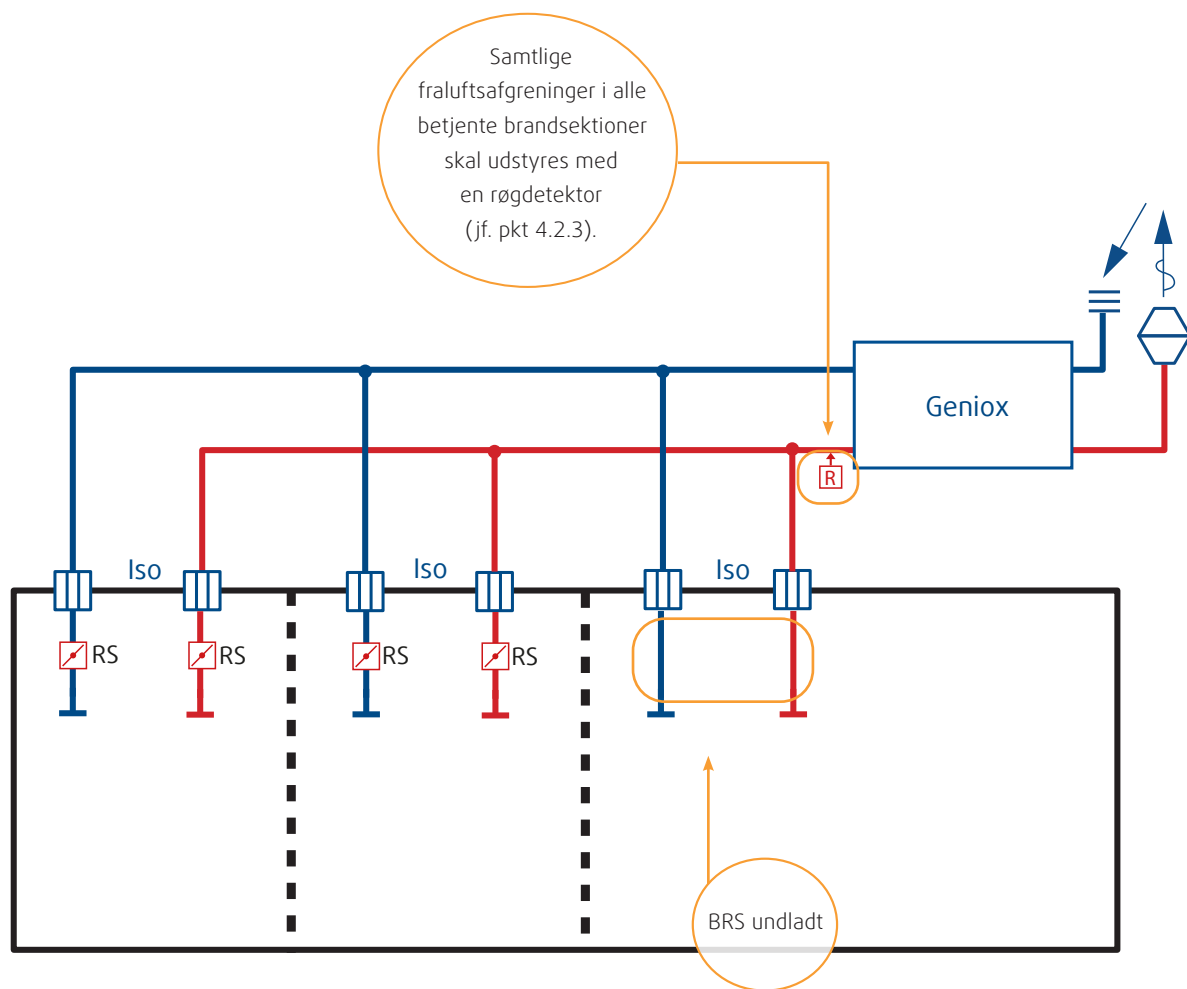 Samtlige
fraluftsafgreninger i alle
betjente brandsektioner
skal udstyres med
en røgdetektor
(jf. pkt 4.2.3).
Geniox
R
Iso
Iso
Iso
RS
RS
RS
RS
BRS undladt